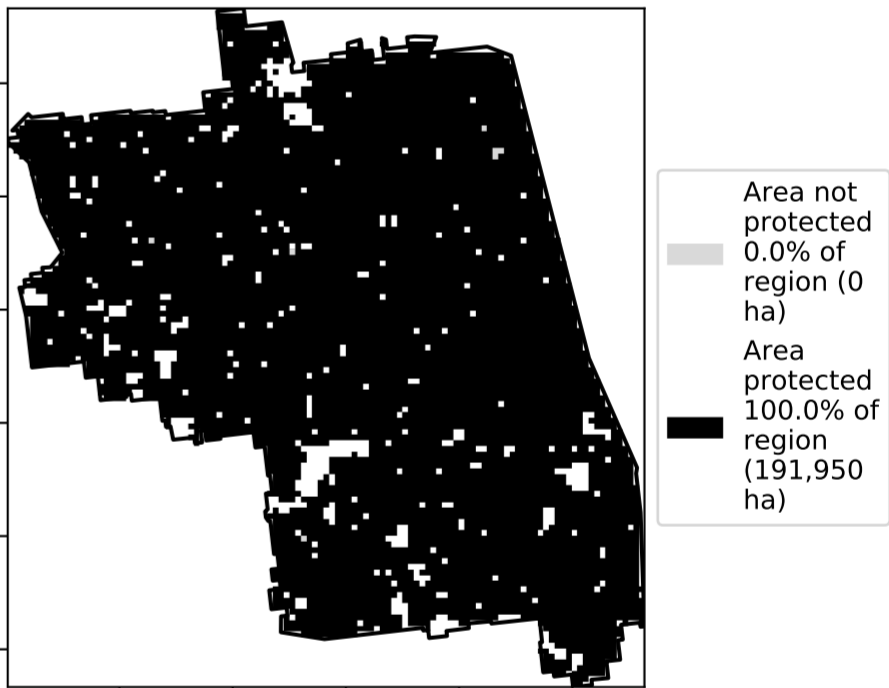 Area not
protected
0.0% of
region (0
ha)
Area
protected
100.0% of
region
(191,950
ha)